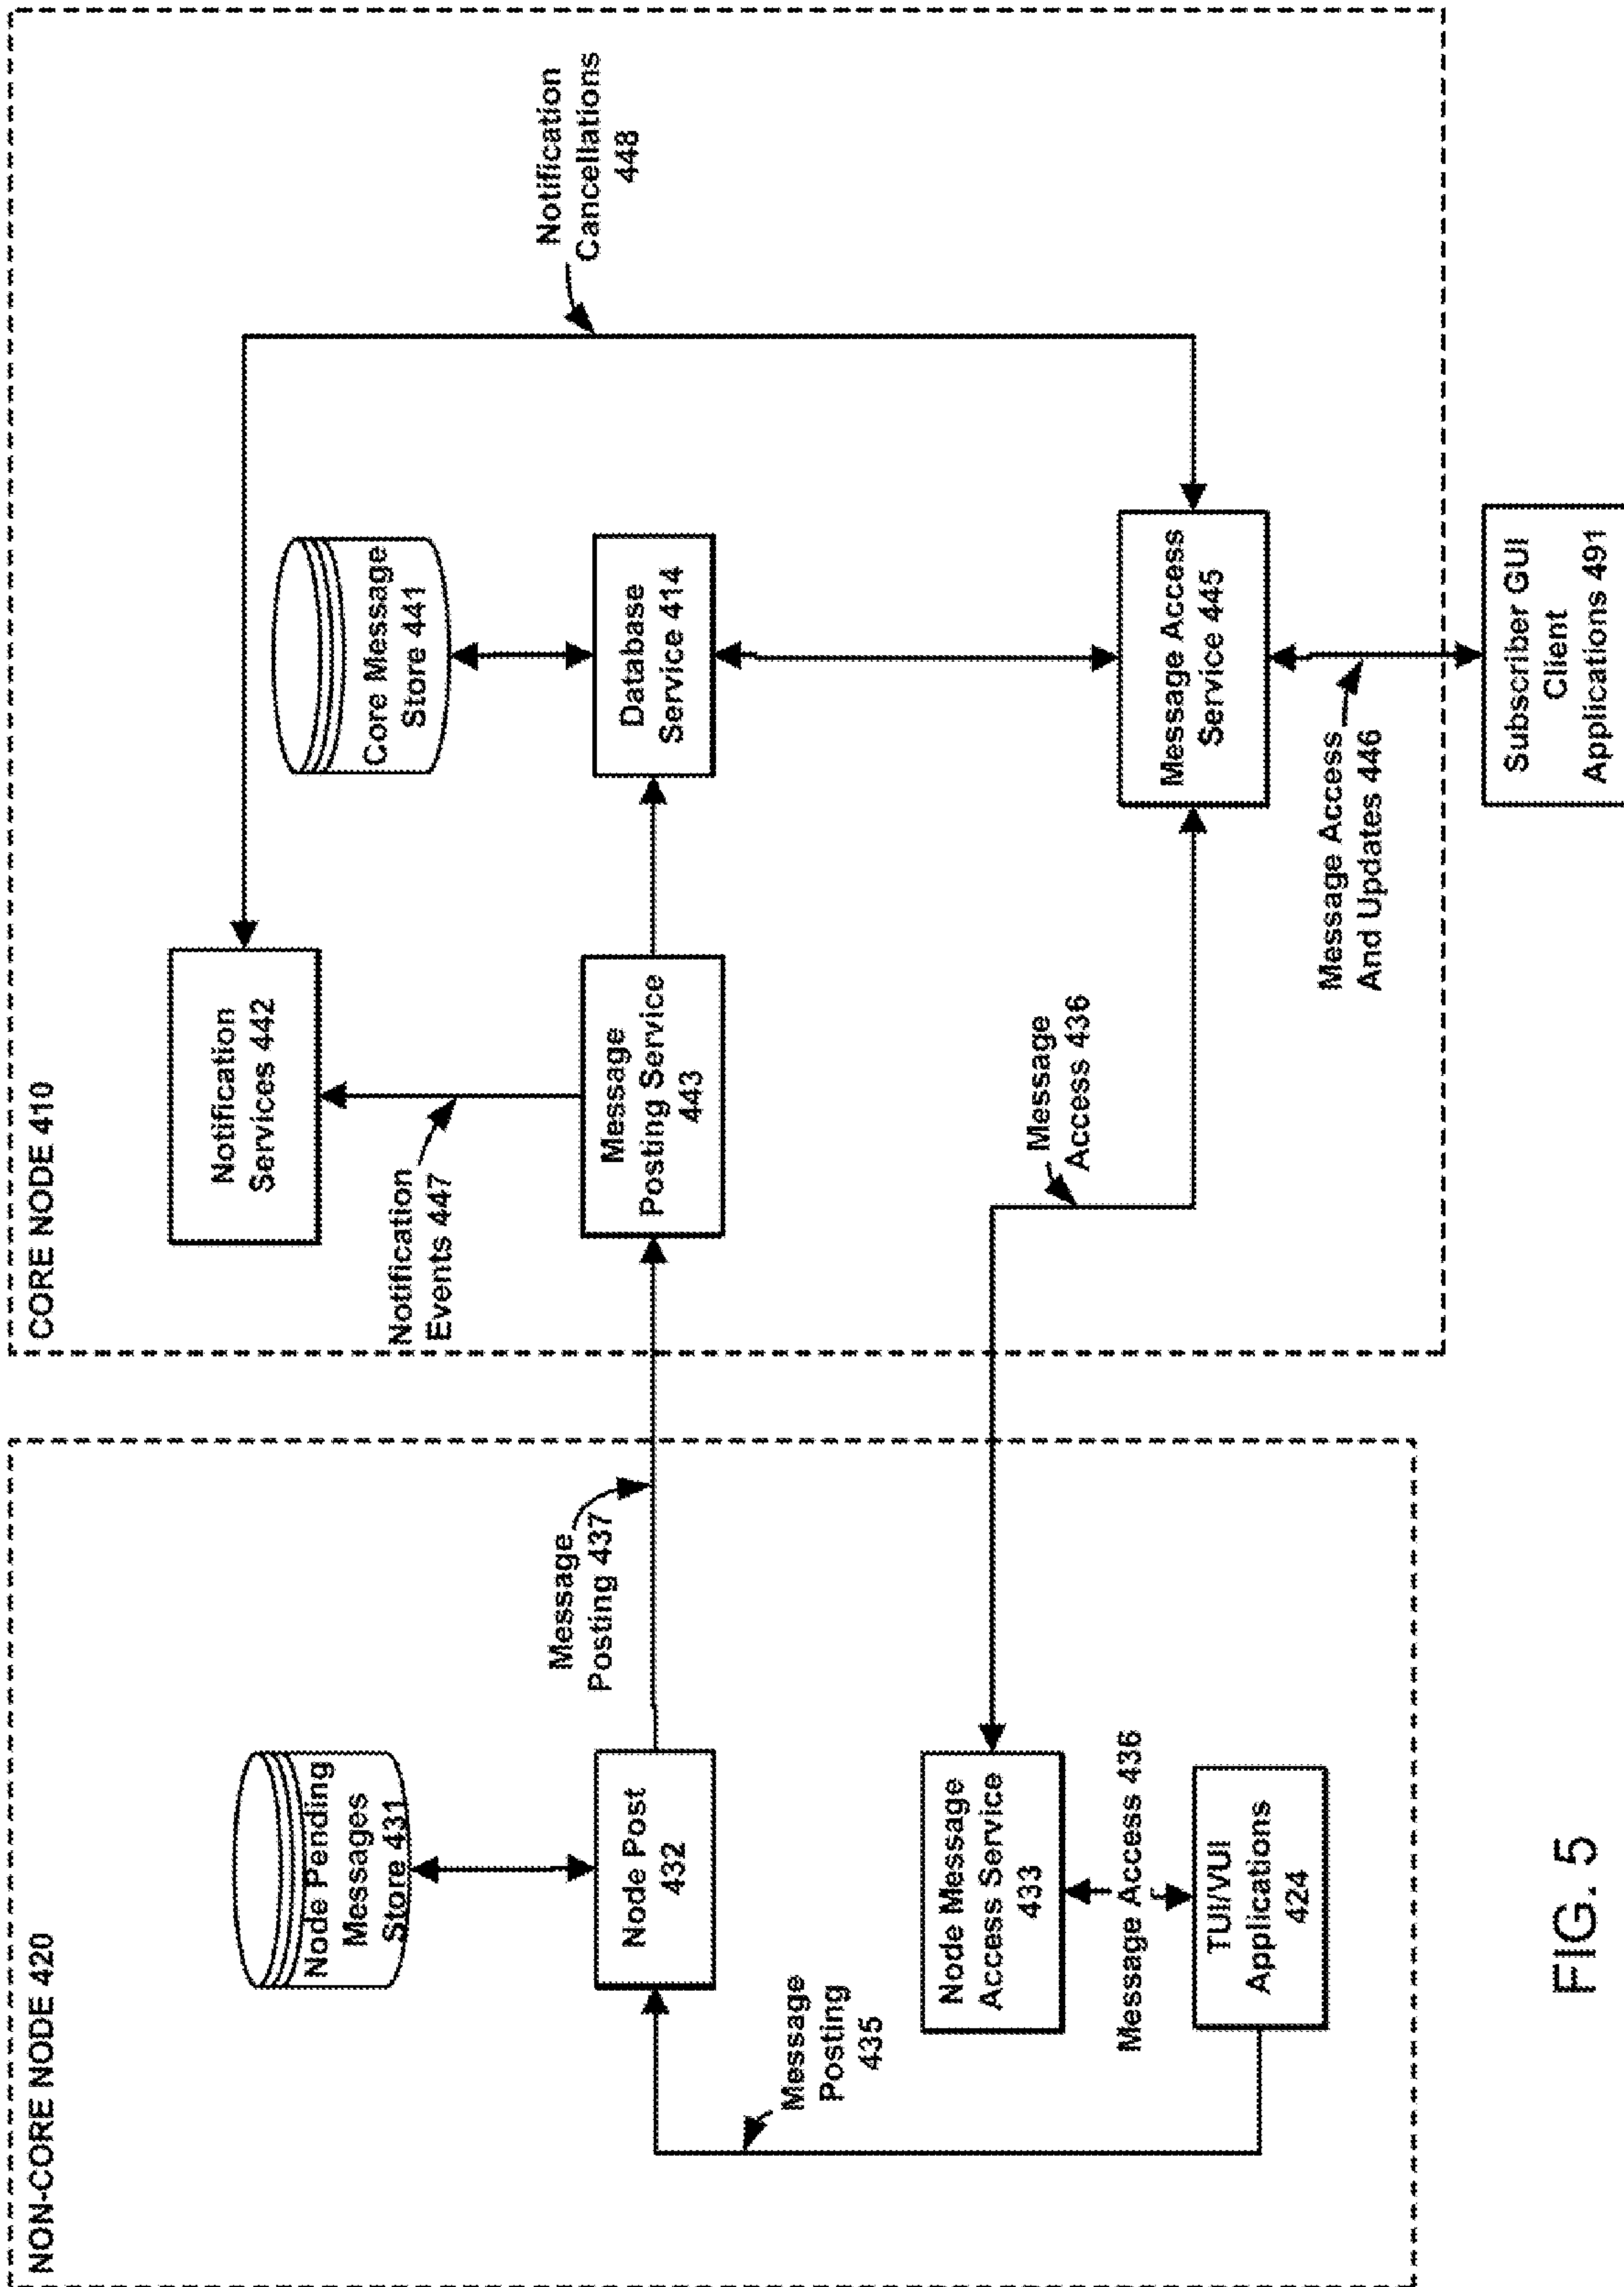 NON-CORE NODE 420
Node Pending
Messages
Store 431
Node Post
432
Message
Posting 437
Message
Posting
435
Node Message
Access Service
433
Message Access 436
TUI/VUI
Applications
424
CORE NODE 410
Notification
Services 442
Notification
Events 447
Message
Posting Service
443
Core Message
Store 441
Database
Service 414
Notification
Cancellations
448
Message
Access 436
Message Access
Service 445
Message Access
And Updates 446
Subscriber GUI
Client
Applications 491
FIG. 5